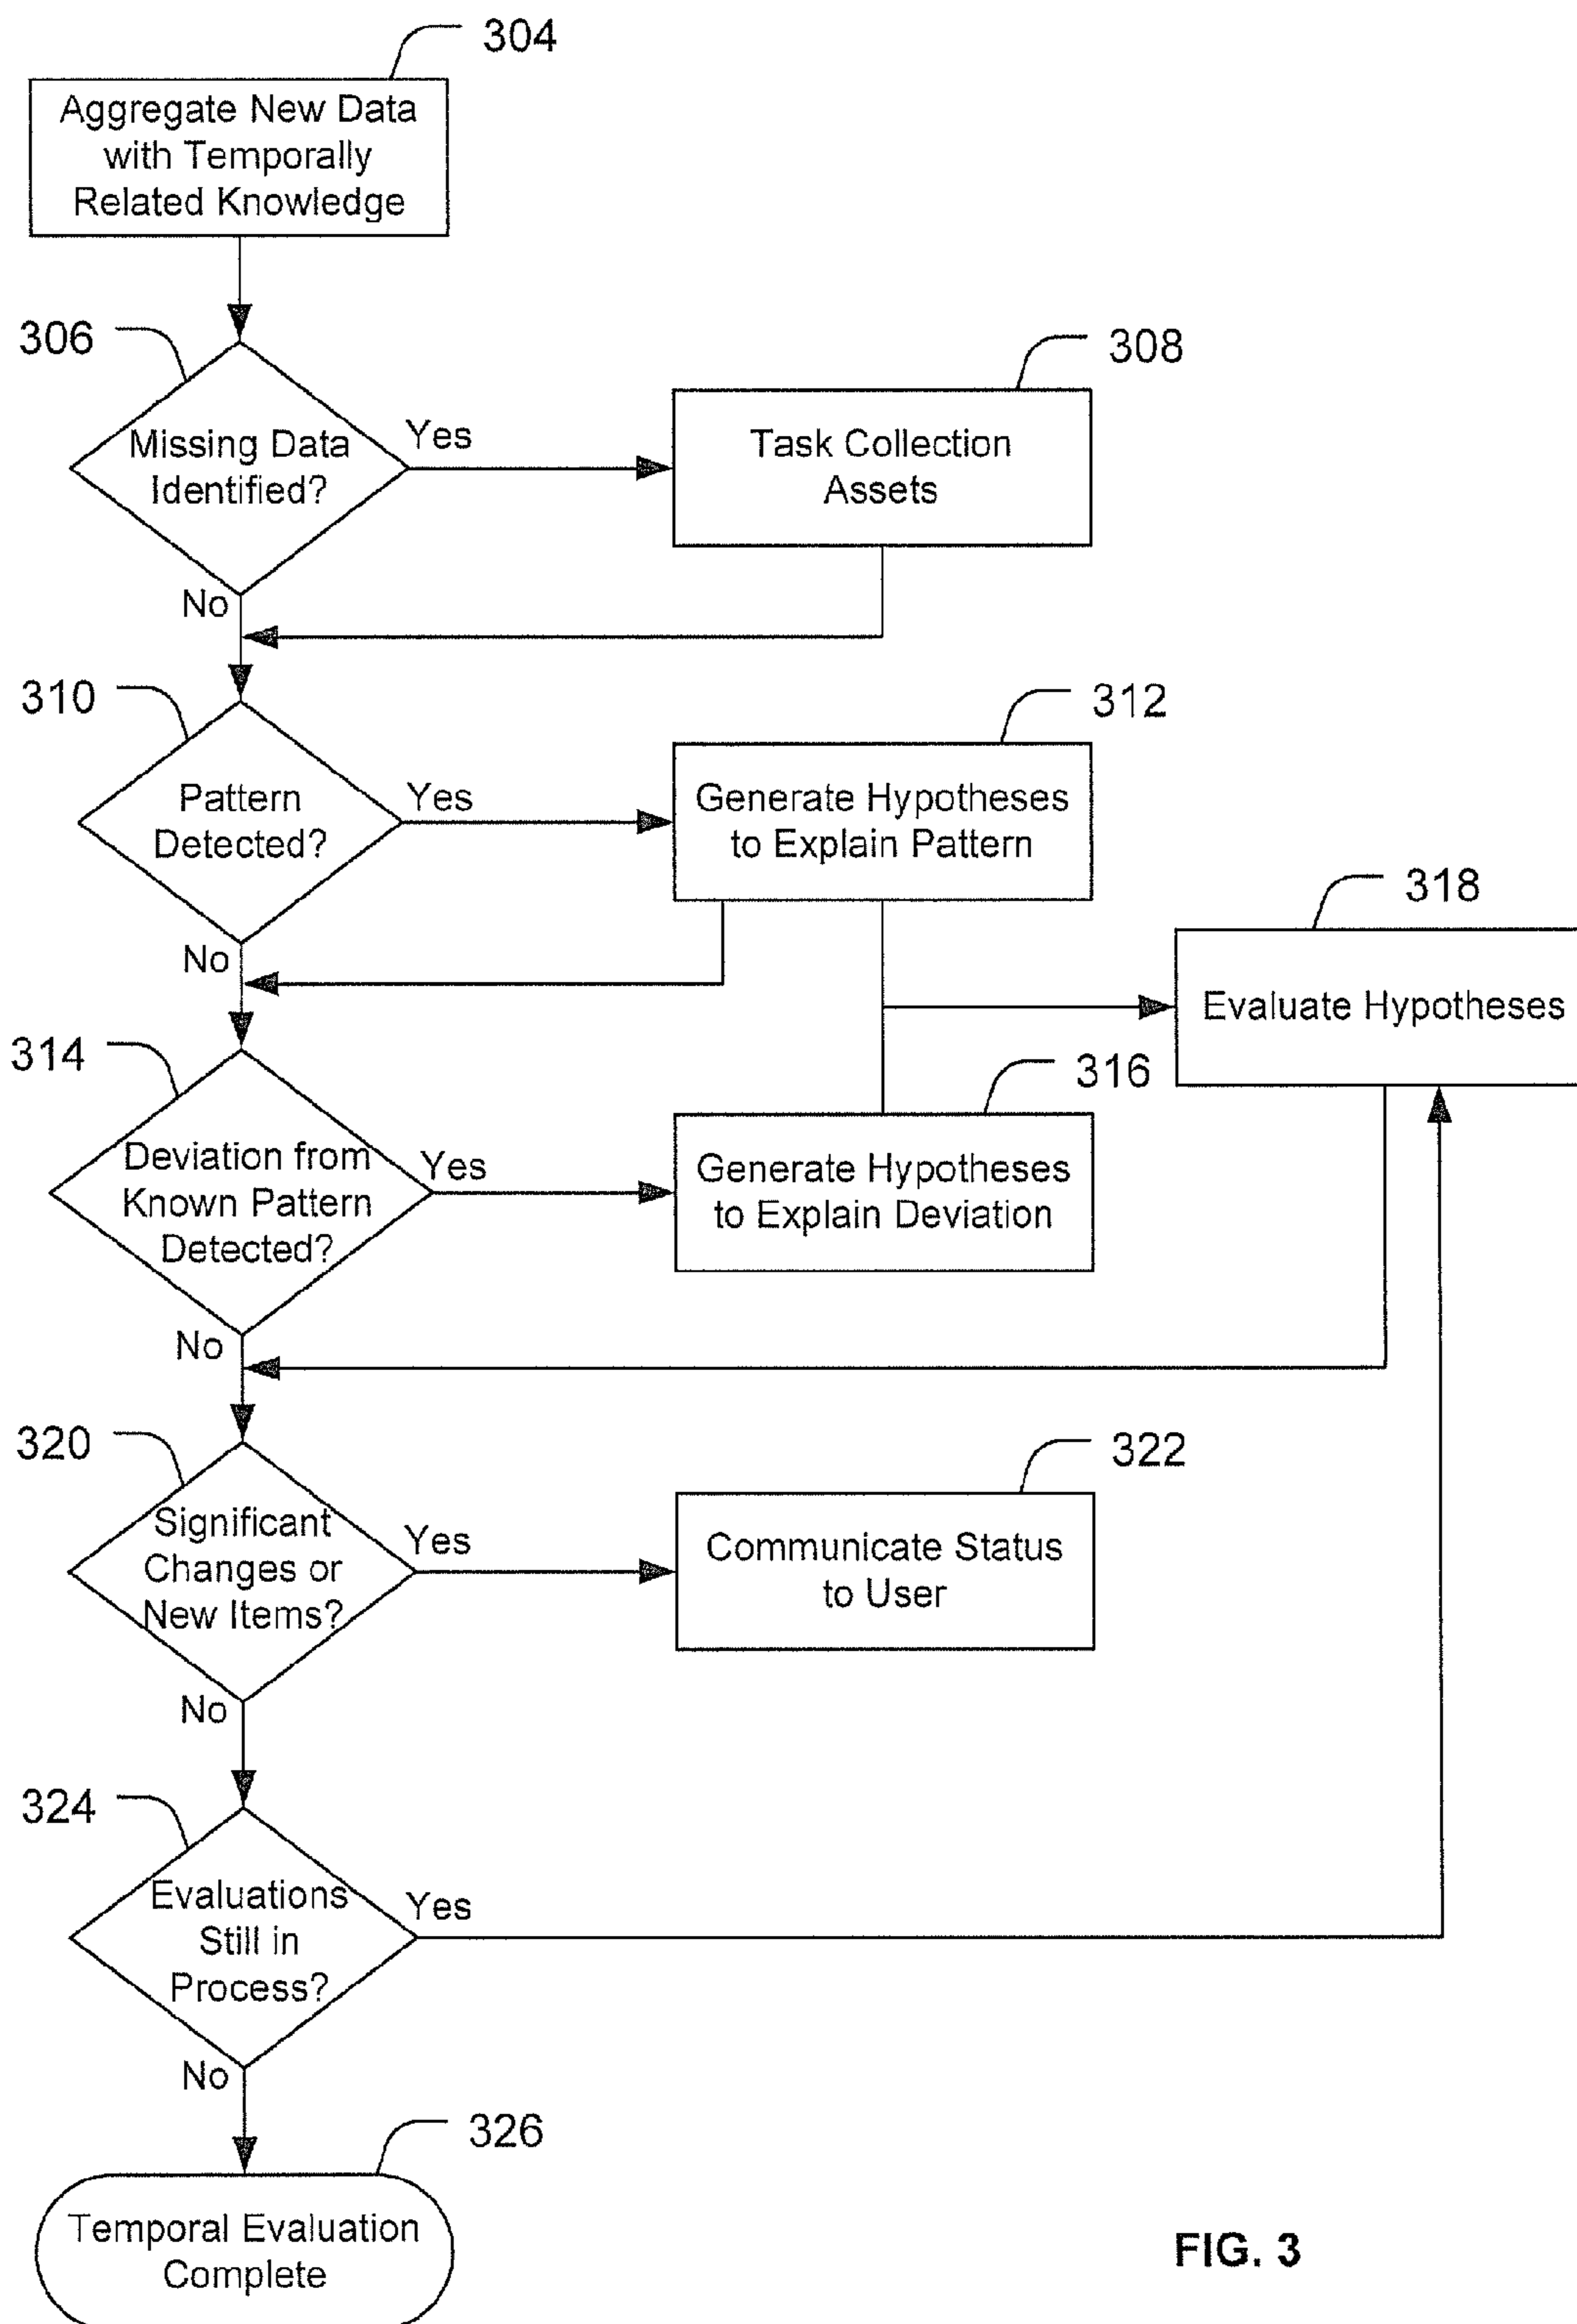 304
Aggregate New Data
with Temporally
Related Knowledge
306
Missing Data
Identified?
Yes
308
Task Collection
Assets
No
310
Pattern
Detected?
Yes
312
Generate Hypotheses
to Explain Pattern
No
318
Evaluate Hypotheses
314
Deviation from
Known Pattern
Detected?
Yes
316
Generate Hypotheses
to Explain Deviation
No
320
Significant
Changes or
New Items?
Yes
322
Communicate Status
to User
No
324
Evaluations
Still in
Process?
Yes
No
326
Temporal Evaluation
Complete
FIG. 3